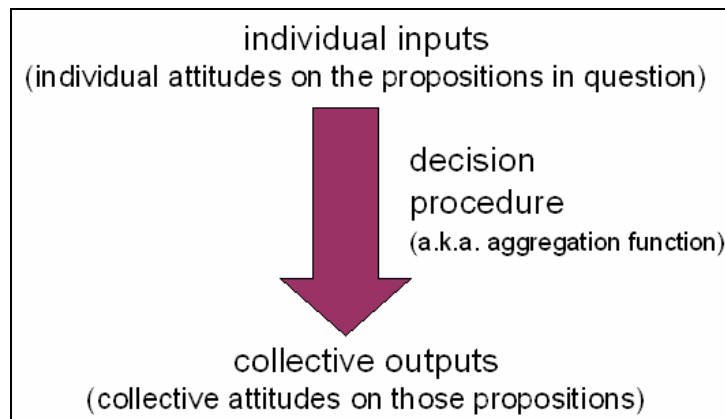 individual inputs
(individual attitudes on the propositions in question)
decision
procedure
(a.k.a. aggregation function)
collective outputs
(collective attitudes on those propositions)